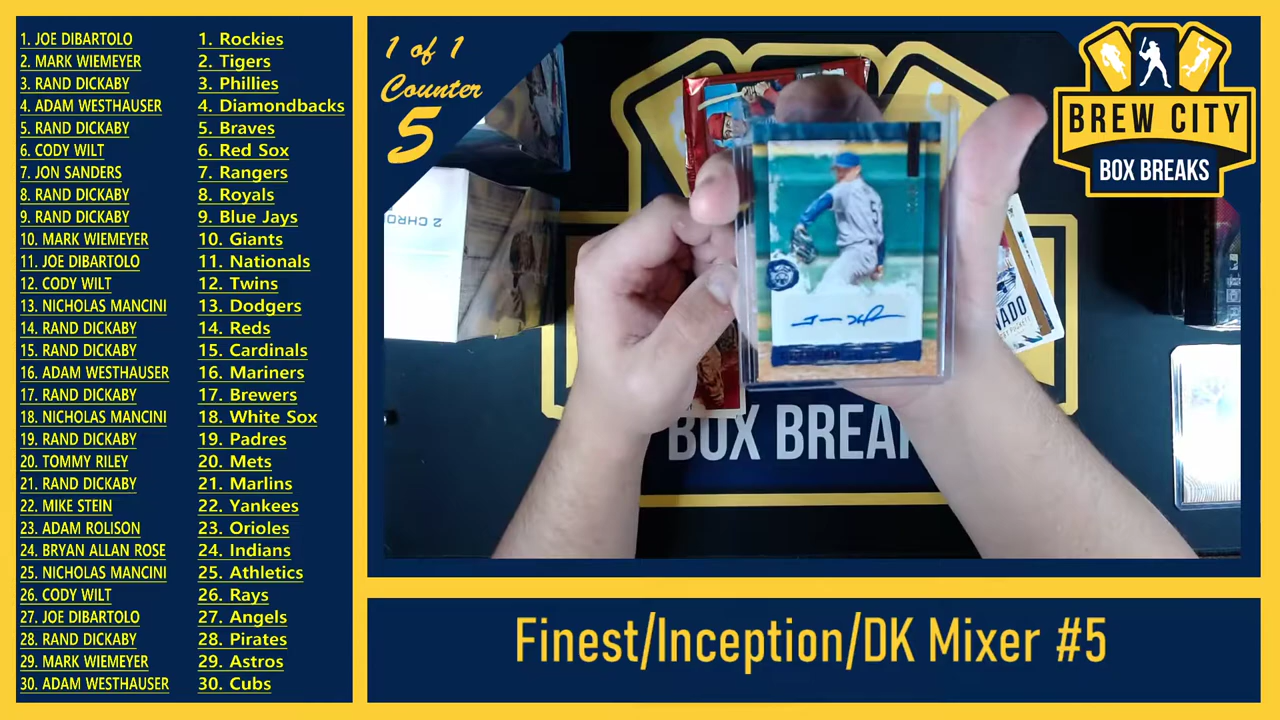 1. JOE DIBARTOLO 1. Rockies
2. MARK WIEMEYER 2. Tigers
3. RAND DICKABY 3. Phillies
4. ADAM WESTHAUSER 4. Diamondbacks
5. RAND DICKABY 5. Braves
6. CODY WILT 6. Red Sox
7. JON SANDERS 7. Rangers
8. RAND DICKABY 8. Royals
9. RAND DICKABY 9. Blue Jays
10. MARK WIEMEYER 10. Giants
11. JOE DIBARTOLO 11. Nationals
12. CODY WILT 12. Twins
13. NICHOLAS MANCINI 13. Dodgers
14. RAND DICKABY 14. Reds
15. RAND DICKABY 15. Cardinals
16. ADAM WESTHAUSER 16. Mariners
17. RAND DICKABY 17. Brewers
18. NICHOLAS MANCINI 18. White Sox
19. RAND DICKABY 19. Padres
20. TOMMY RILEY 20. Mets
21. RAND DICKABY 21. Marlins
22. MIKE STEIN 22. Yankees
23. ADAM ROLISON 23. Orioles
24. BRYAN ALLAN ROSE 24. Indians
25. NICHOLAS MANCINI 25. Athletics
26. CODY WILT 26. Rays
27. JOE DIBARTOLO 27. Angels
28. RAND DICKABY 28. Pirates
29. MARK WIEMEYER 29. Astros
30. ADAM WESTHAUSER 30. Cubs
1 of 1
Counter
5
BREW CITY
BOX BREAKS
2 CHRO
5
NADO
BOX BREA
Finest/Inception/DK Mixer #5